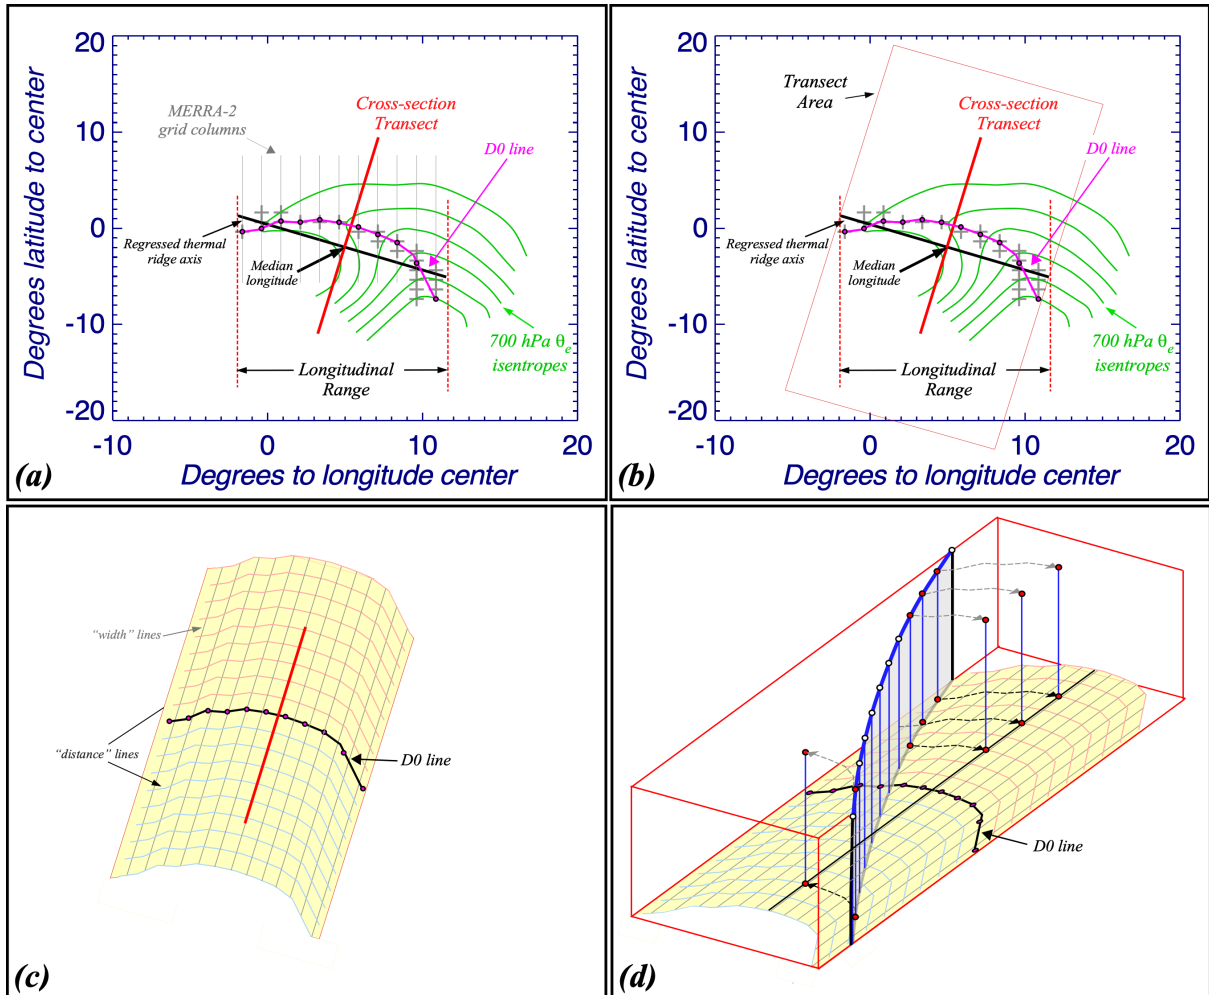 20
10
0
-10
-20
Degrees latitude to center
MERRA-2
grid columns
Cross-section
Transect
D0 line
Regressed thermal
ridge axis
Median
longitude
700 hPa θe
isentropes
Longitudinal
Range
-10
0
10
20
Degrees to longitude center
(a)
20
10
0
-10
-20
Degrees latitude to center
Transect
Area
Cross-section
Transect
D0 line
Regressed thermal
ridge axis
Median
longitude
700 hPa θe
isentropes
Longitudinal
Range
-10
0
10
20
Degrees to longitude center
(b)
“width” lines
“distance” lines
D0 line
(c)
D0 line
(d)